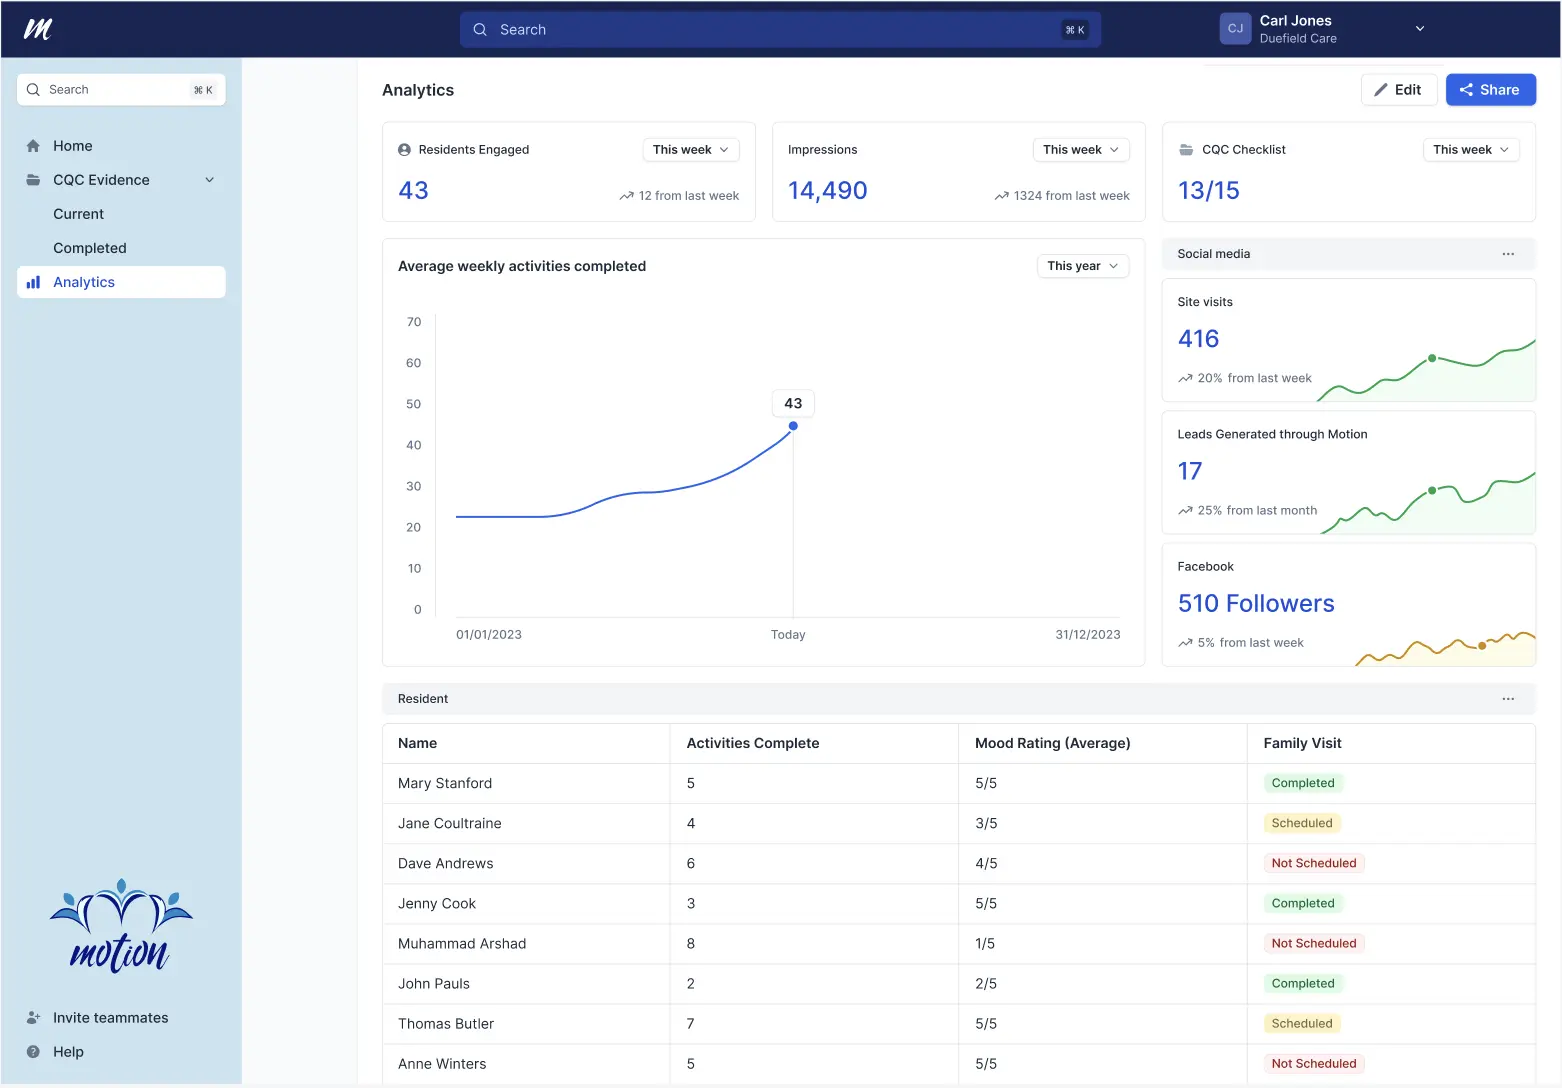 m
Search
⌘ K
CJ
Carl Jones
Duefield Care
Search
⌘ K
Home
CQC Evidence
Current
Completed
Analytics
motion
Invite teammates
Help
Analytics
Edit
Share
Residents Engaged
This week
43
12 from last week
Impressions
This week
14,490
1324 from last week
CQC Checklist
This week
13/15
Average weekly activities completed
This year
70
60
50
40
30
20
10
0
43
01/01/2023
Today
31/12/2023
Social media
...
Site visits
416
20% from last week
Leads Generated through Motion
17
25% from last month
Facebook
510 Followers
5% from last week
Resident
...
Name Activities Complete Mood Rating (Average) Family Visit
Mary Stanford 5 5/5 Completed
Jane Coultraine 4 3/5 Scheduled
Dave Andrews 6 4/5 Not Scheduled
Jenny Cook 3 5/5 Completed
Muhammad Arshad 8 1/5 Not Scheduled
John Pauls 2 2/5 Completed
Thomas Butler 7 5/5 Scheduled
Anne Winters 5 5/5 Not Scheduled